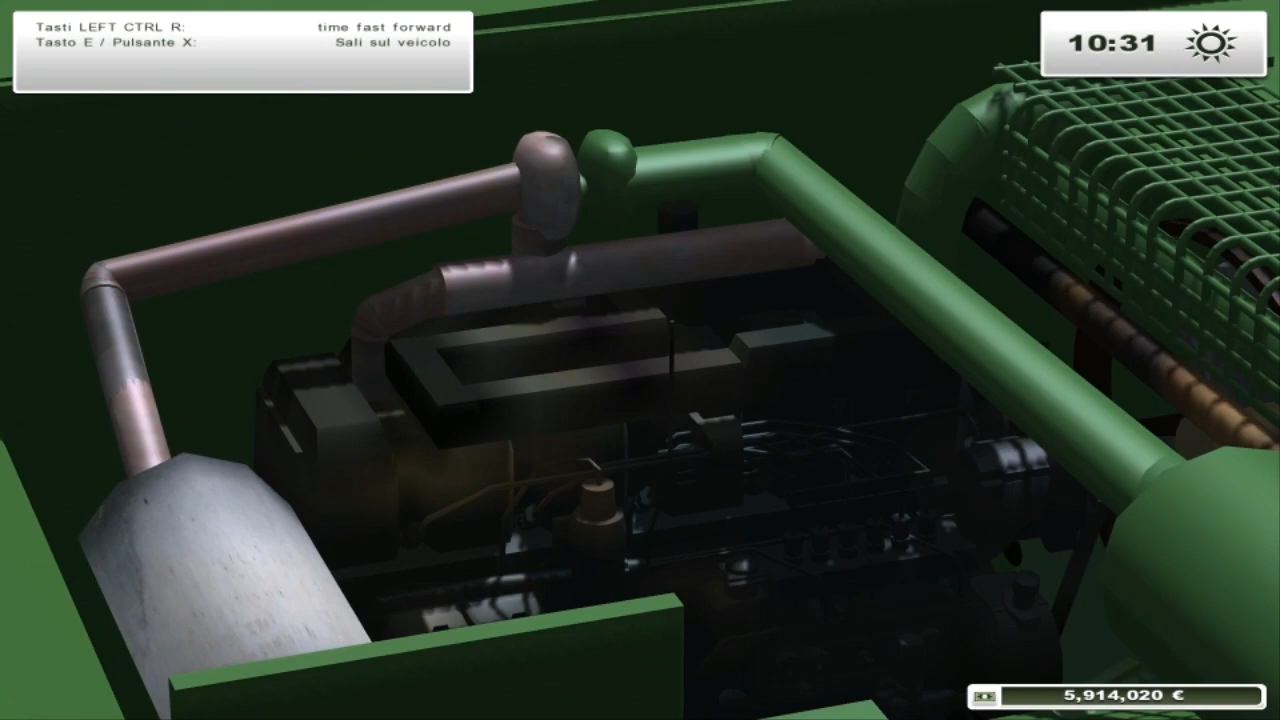 Tasti LEFT CTRL R: time fast forward
Tasto E / Pulsante X: Sali sul veicolo
10:31
5,914,020 €